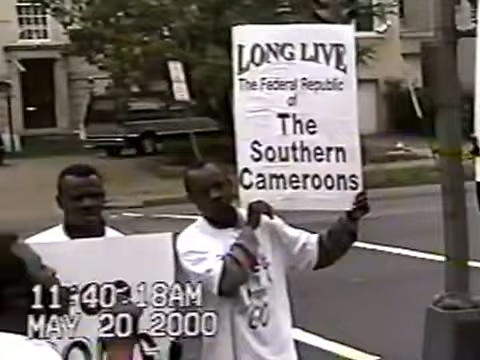 LONG LIVE
The Federal Republic
of
The
Southern
Cameroons
11:40:18AM
MAY 20 2000